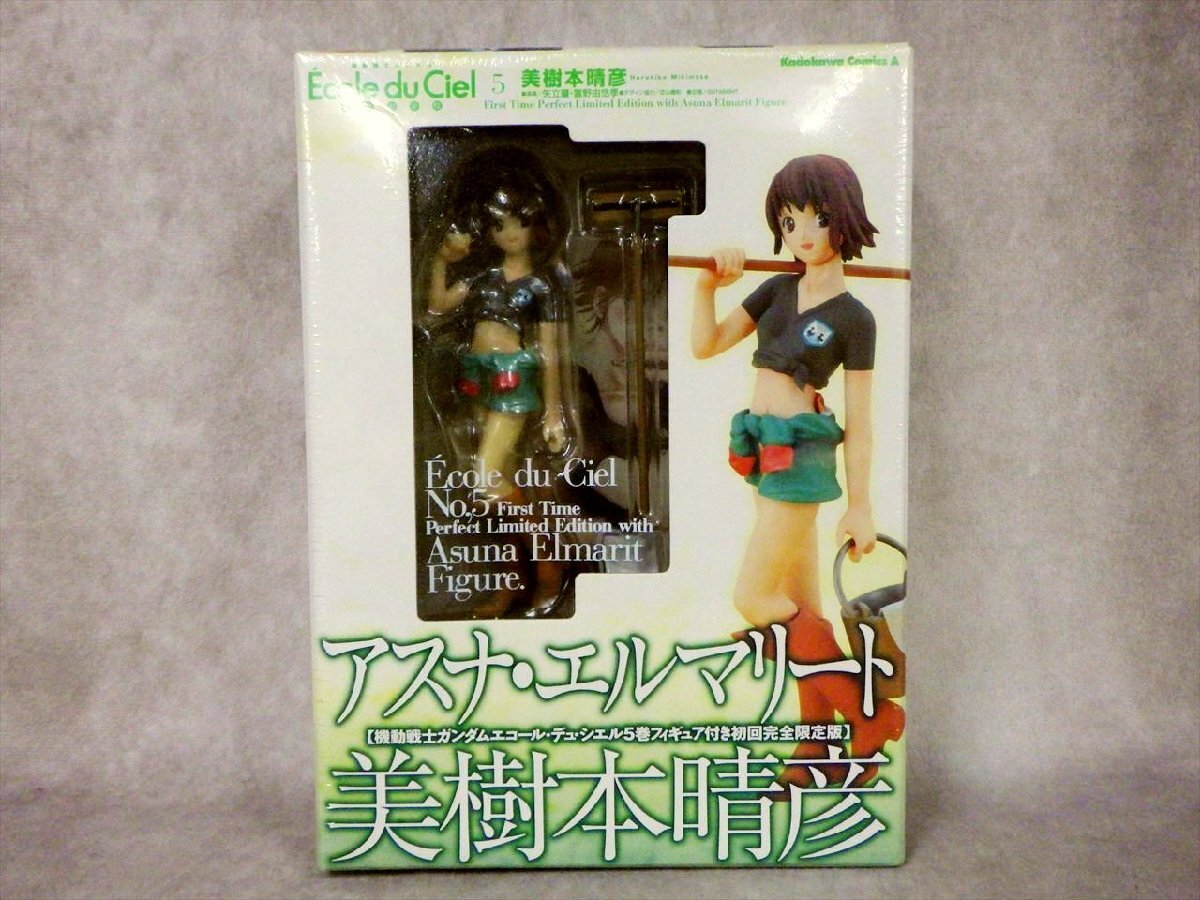 École du Ciel 5 美樹本晴彦 Haruhiko Mikimoto
Kadokawa Comics A
First Time Perfect Limited Edition with Asuna Elmarit Figure
École du Ciel
No,5 First Time
Perfect Limited Edition with
Asuna Elmarit
Figure.
アスナ・エルマリート
【機動戦士ガンダムエコール・デュ・シエル5巻フィギュア付き初回完全限定版】
美樹本晴彦